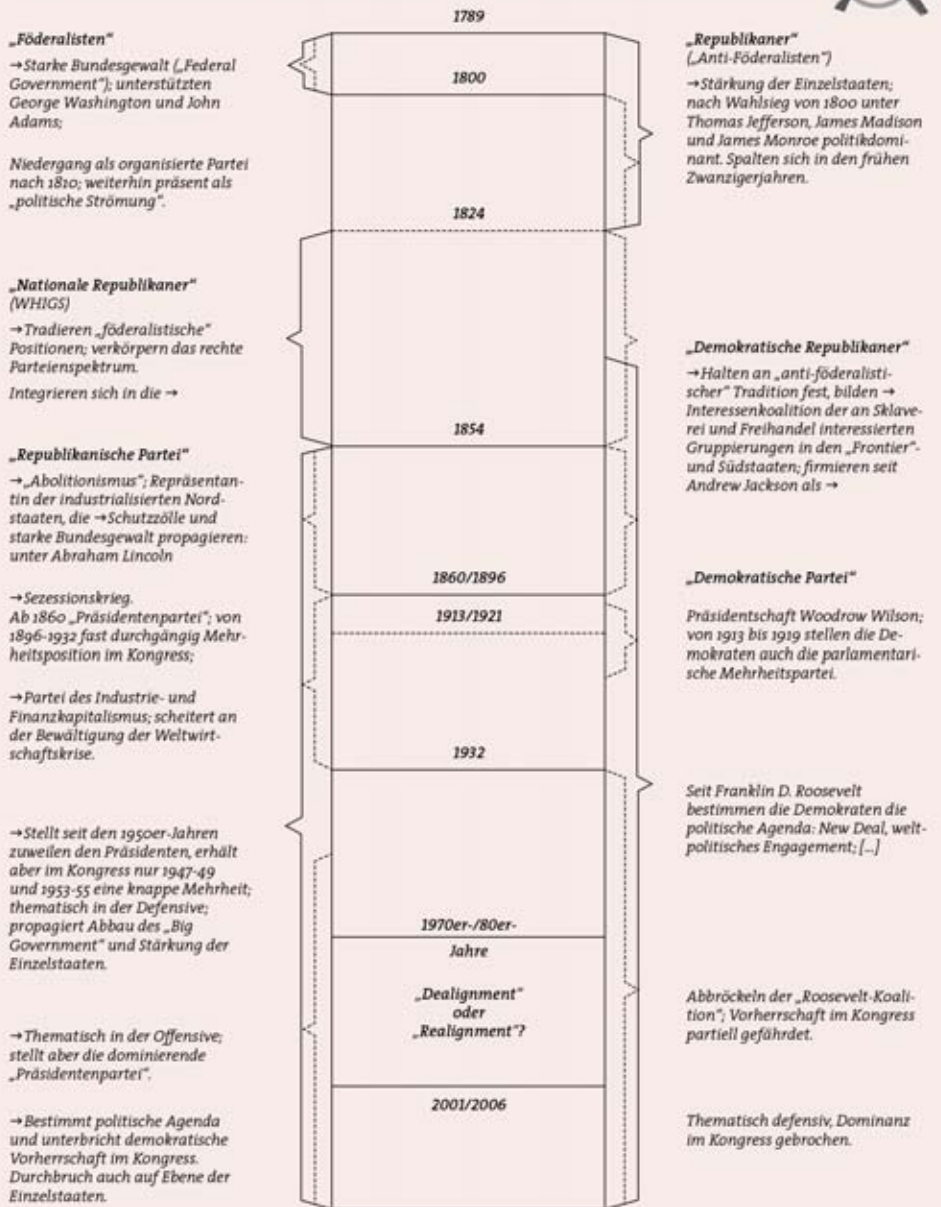 „Föderalisten“
→Starke Bundesgewalt („Federal
Government“); unterstützten
George Washington und John
Adams;
Niedergang als organisierte Partei
nach 1810; weiterhin präsent als
„politische Strömung“.
„Nationale Republikaner“
(WHIGS)
→Tradieren „föderalistische“
Positionen; verkörpern das rechte
Parteienspektrum.
Integrieren sich in die →
„Republikanische Partei“
→„Abolitionismus“; Repräsentan-
tin der industrialisierten Nord-
staaten, die →Schutzzölle und
starke Bundesgewalt propagieren:
unter Abraham Lincoln
→Sezessionskrieg.
Ab 1860 „Präsidentenpartei“; von
1896-1932 fast durchgängig Mehr-
heitsposition im Kongress;
→Partei des Industrie- und
Finanzkapitalismus; scheitert an
der Bewältigung der Weltwirt-
schaftskrise.
→Stellt seit den 1950er-Jahren
zuweilen den Präsidenten, erhält
aber im Kongress nur 1947-49
und 1953-55 eine knappe Mehrheit;
thematisch in der Defensive;
propagiert Abbau des „Big
Government“ und Stärkung der
Einzelstaaten.
→Thematisch in der Offensive;
stellt aber die dominierende
„Präsidentenpartei“.
→Bestimmt politische Agenda
und unterbricht demokratische
Vorherrschaft im Kongress.
Durchbruch auch auf Ebene der
Einzelstaaten.
1789
1800
1824
1854
1860/1896
1913/1921
1932
1970er-/80er-
Jahre
„Dealignment“
oder
„Realignment“?
2001/2006
„Republikaner“
(„Anti-Föderalisten“)
→Stärkung der Einzelstaaten;
nach Wahlsieg von 1800 unter
Thomas Jefferson, James Madison
und James Monroe politikdomi-
nant. Spalten sich in den frühen
Zwanzigerjahren.
„Demokratische Republikaner“
→Halten an „anti-föderalisti-
scher“ Tradition fest, bilden →
Interessenkoalition der an Sklave-
rei und Freihandel interessierten
Gruppierungen in den „Frontier“-
und Südstaaten; firmieren seit
Andrew Jackson als →
„Demokratische Partei“
Präsidentschaft Woodrow Wilson;
von 1913 bis 1919 stellen die De-
mokraten auch die parlamentari-
sche Mehrheitspartei.
Seit Franklin D. Roosevelt
bestimmen die Demokraten die
politische Agenda: New Deal, welt-
politisches Engagement; [...]
Abbröckeln der „Roosevelt-Koali-
tion“; Vorherrschaft im Kongress
partiell gefährdet.
Thematisch defensiv, Dominanz
im Kongress gebrochen.